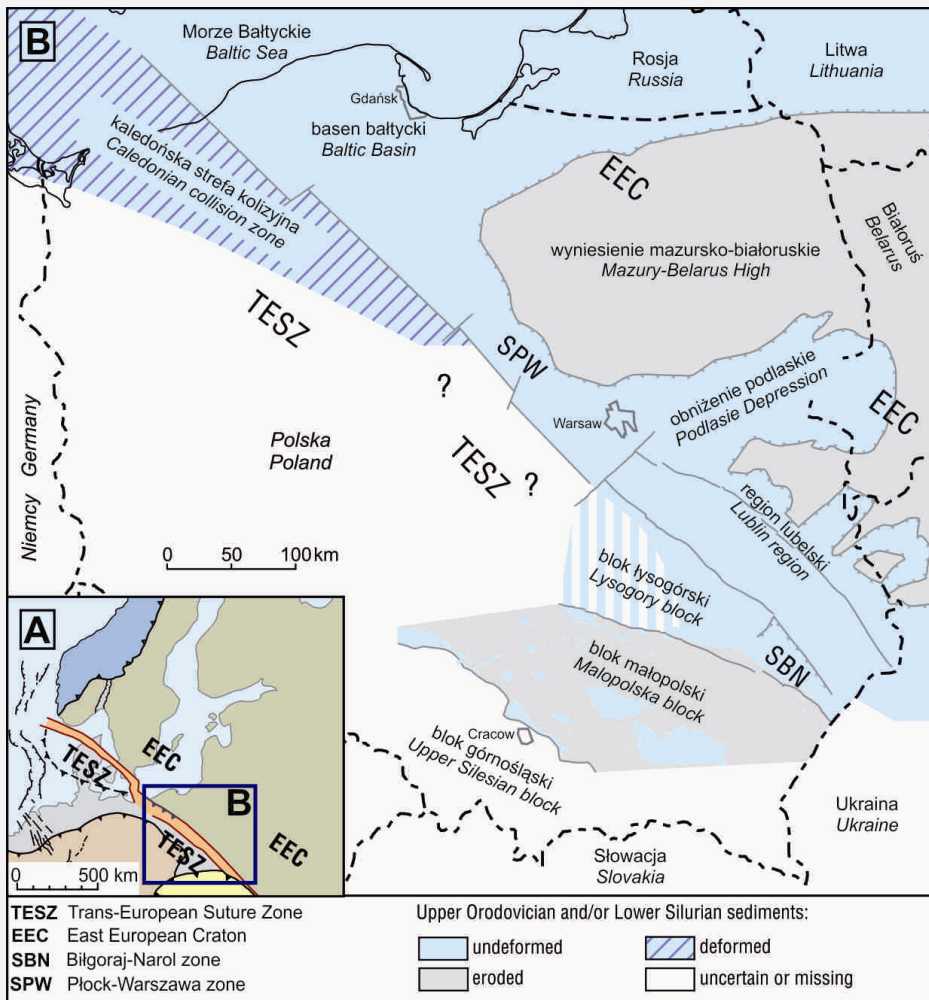 B
Morze Bałtyckie
Baltic Sea
Rosja
Russia
Litwa
Lithuania
Gdańsk
basen bałtycki
Baltic Basin
kaledońska strefa kolizyjna
Caledonian collision zone
EEC
Białoruś
Belarus
wyniesienie mazursko-białoruskie
Mazury-Belarus High
TESZ
SPW
?
obniżenie podlaskie
Podlasie Depression
EEC
Warsaw
Niemcy
Germany
Polska
Poland
TESZ
?
region lubelski
Lublin region
0 50 100 km
blok łysogórski
Lysogory block
A
SBN
blok małopolski
Małopolska block
Cracow
blok górnośląski
Upper Silesian block
TESZ
EEC
B
TESZ
EEC
Ukraina
Ukraine
Słowacja
Slovakia
0 500 km
TESZ Trans-European Suture Zone
EEC East European Craton
SBN Biłgoraj-Narol zone
SPW Płock-Warszawa zone
Upper Orodovician and/or Lower Silurian sediments:
undeformed
deformed
eroded
uncertain or missing